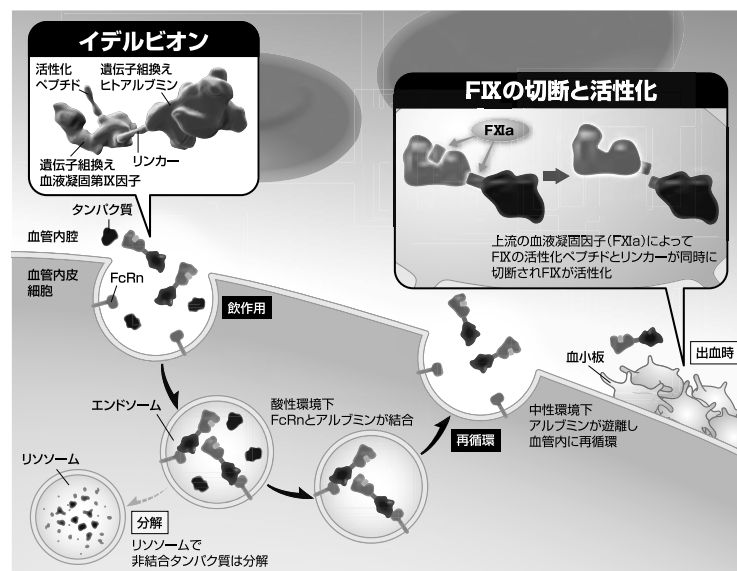 イデルビオン
活性化
ペプチド
遺伝子組換え
ヒトアルブミン
リンカー
遺伝子組換え
血液凝固第Ⅸ因子
FⅨの切断と活性化
FⅪa
上流の血液凝固因子(FⅪa)によって
FⅨの活性化ペプチドとリンカーが同時に
切断されFⅨが活性化
タンパク質
血管内腔
血管内皮
細胞
FcRn
飲作用
血小板
出血時
エンドソーム
酸性環境下
FcRnとアルブミンが結合
再循環
中性環境下
アルブミンが遊離し
血管内に再循環
リソソーム
分解
リソソームで
非結合タンパク質は分解